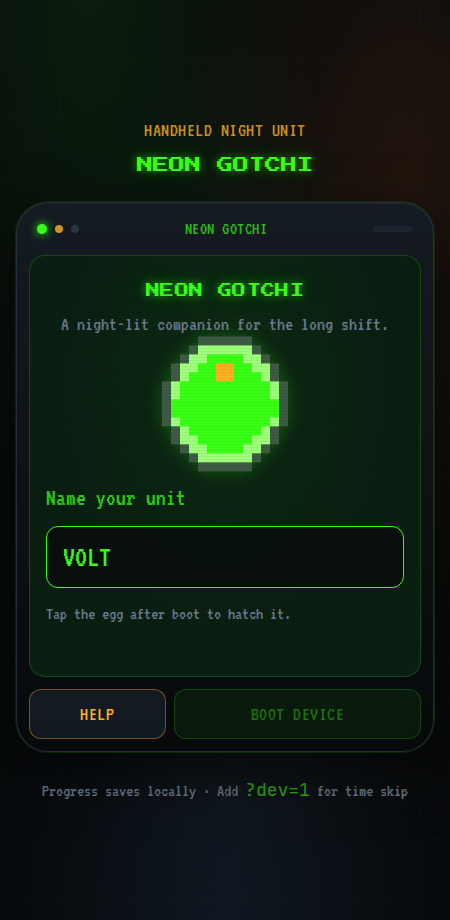 HANDHELD NIGHT UNIT
NEON GOTCHI
NEON GOTCHI
NEON GOTCHI
A night-lit companion for the long shift.
Name your unit
VOLT
Tap the egg after boot to hatch it.
HELP
BOOT DEVICE
Progress saves locally · Add ?dev=1 for time skip